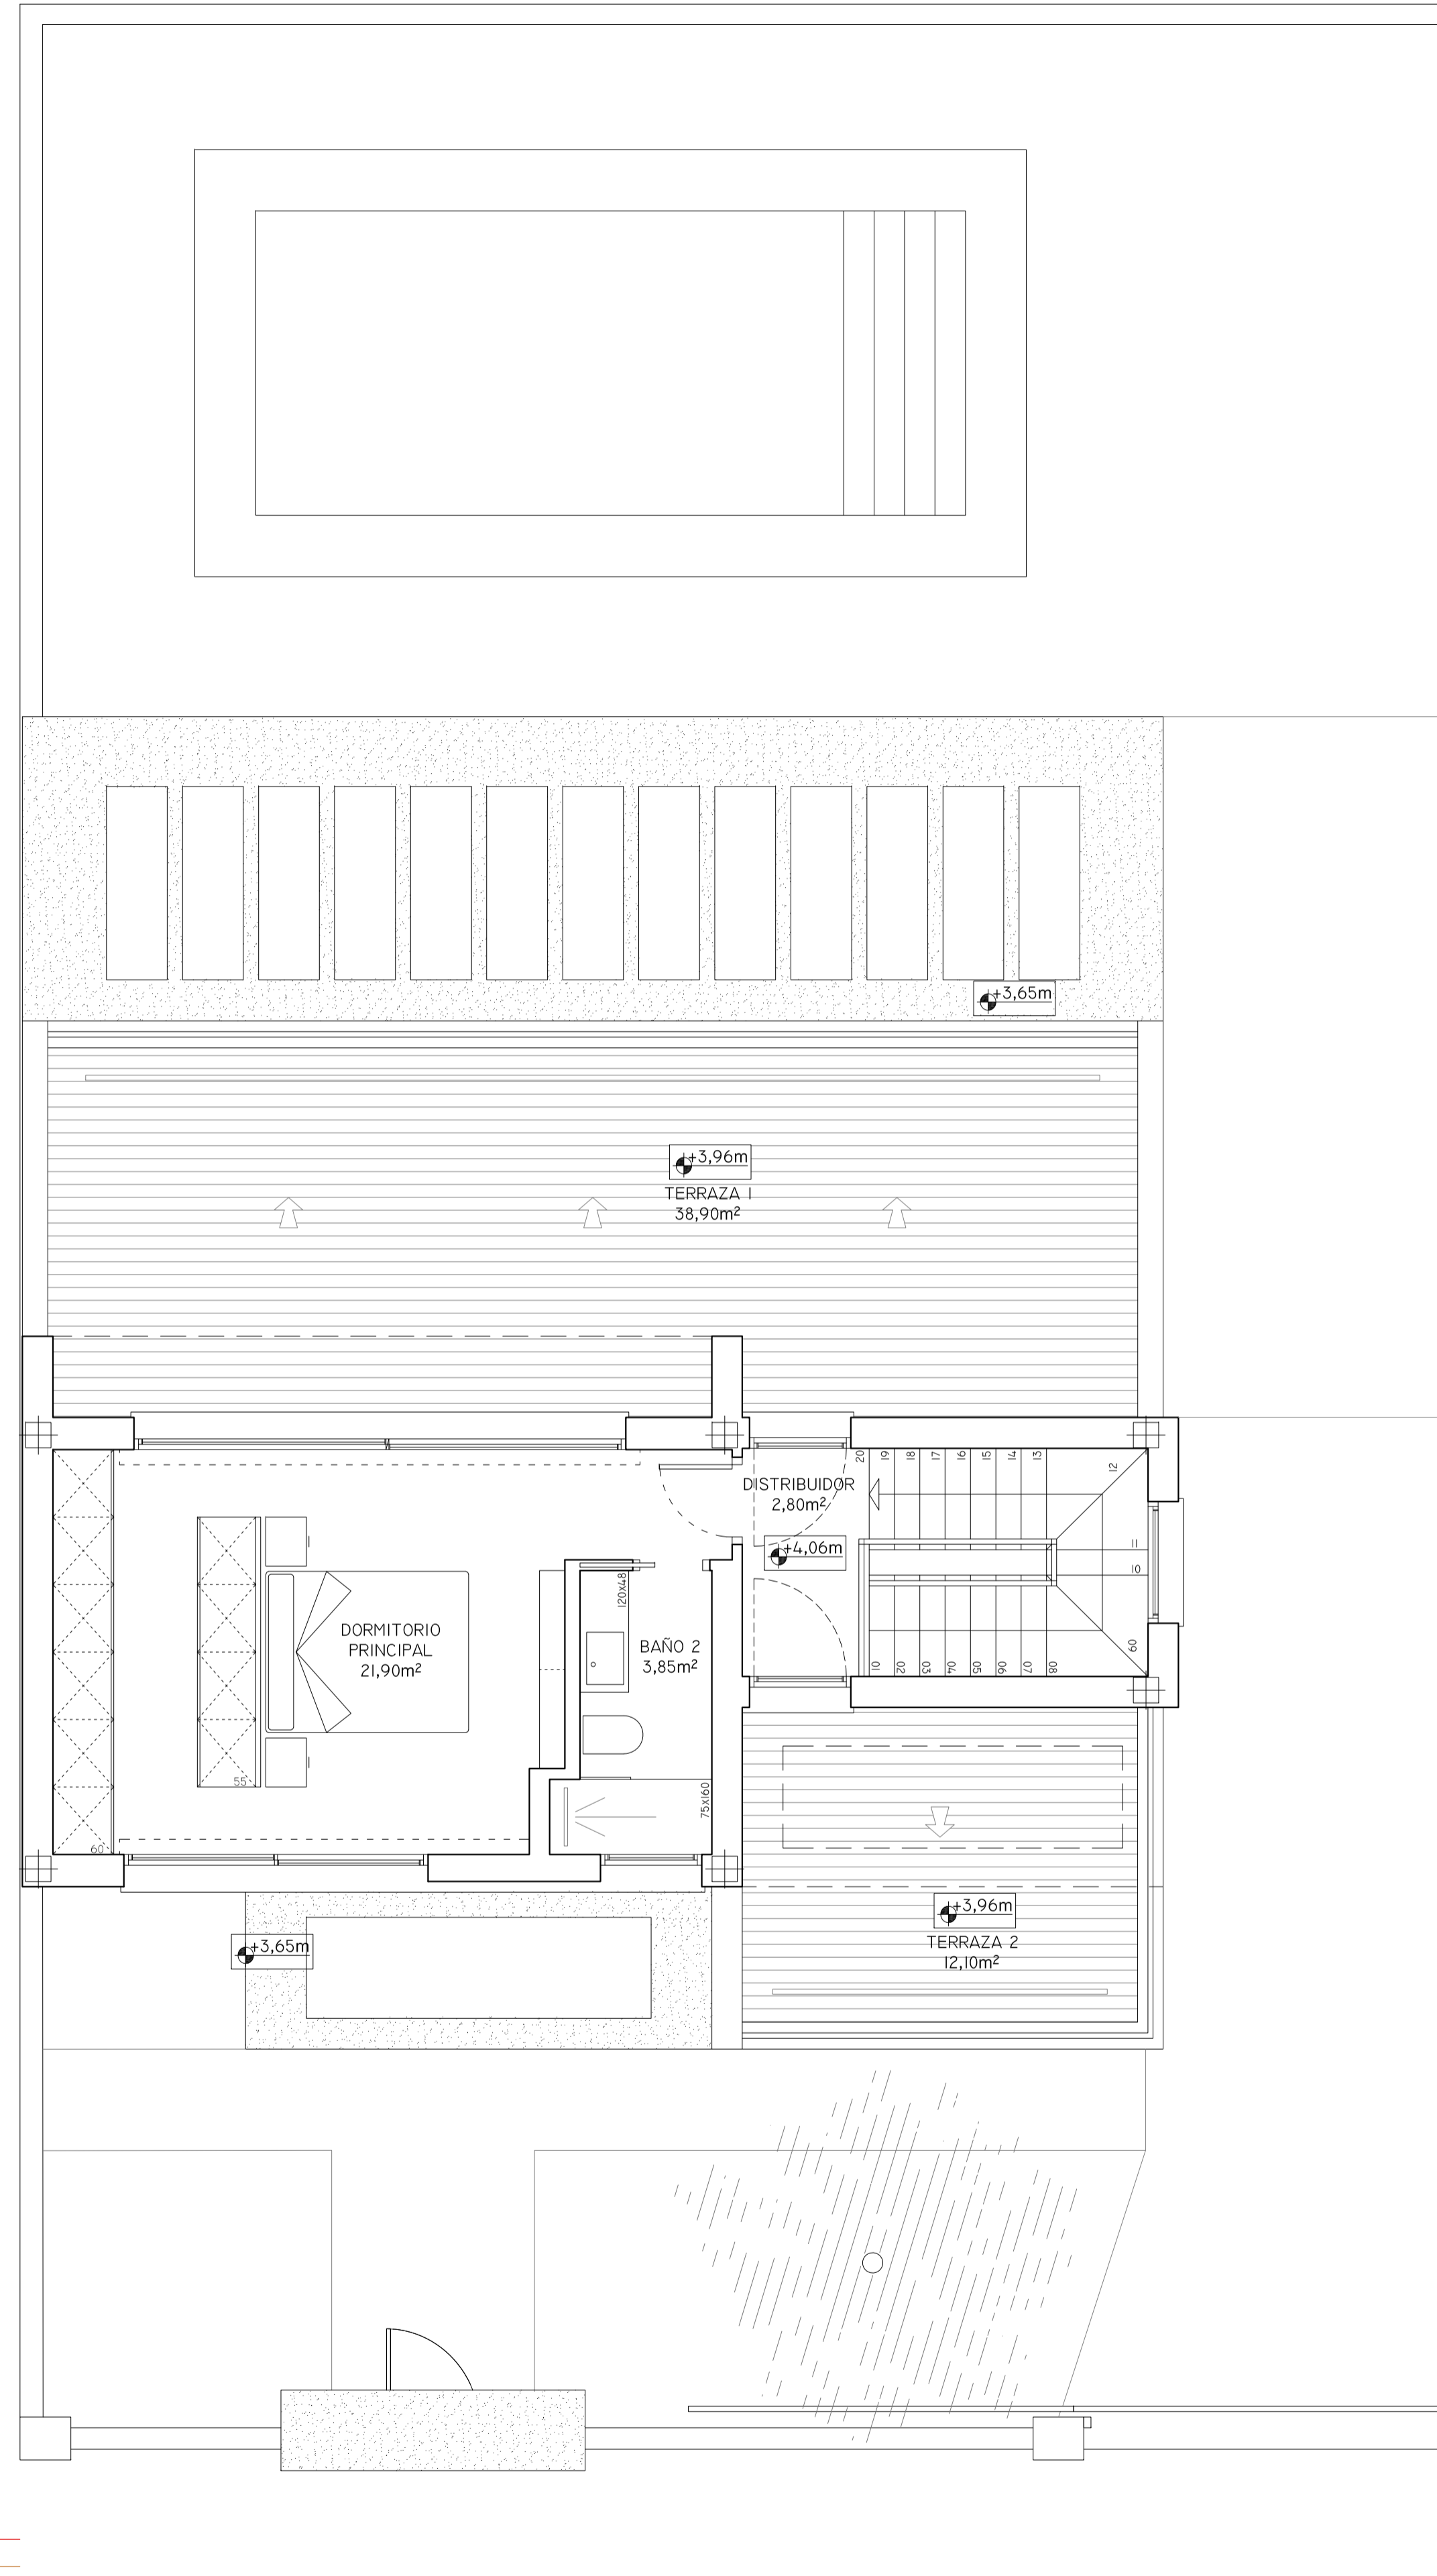 +3,65m
+3,96m
TERRAZA 1
38,90m²
20
19
18
17
16
15
14
13
12
DISTRIBUIDOR
2,80m²
+4,06m
11
10
120x48
DORMITORIO
PRINCIPAL
21,90m²
BAÑO 2
3,85m²
09
01
02
03
04
05
06
07
08
55
75x160
60
+3,96m
TERRAZA 2
12,10m²
+3,65m